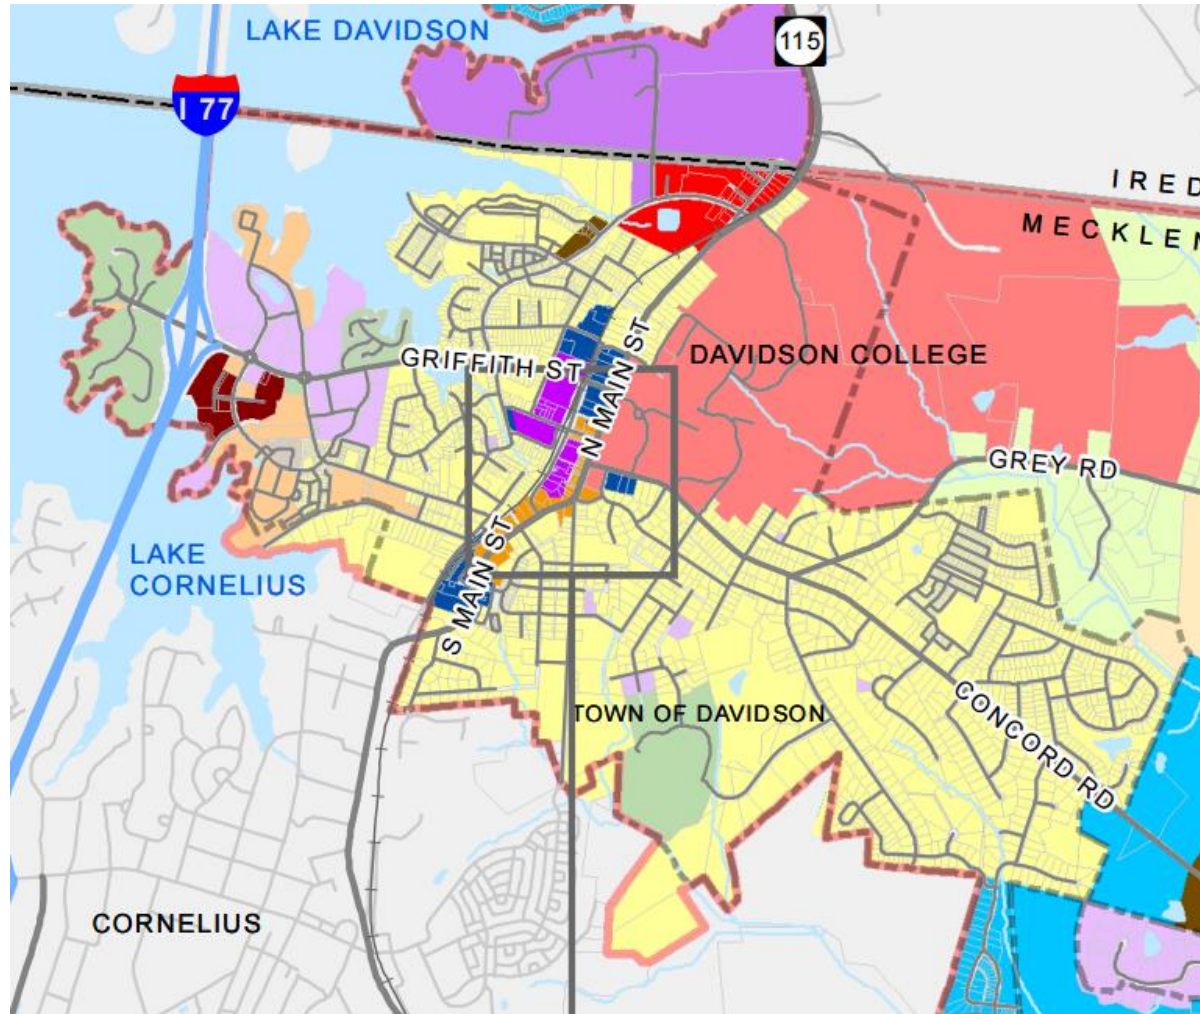 LAKE DAVIDSON
115
I 77
IRED
MECKLEN
GRIFFITH ST
N MAIN ST
DAVIDSON COLLEGE
GREY RD
LAKE
CORNELIUS
S MAIN ST
TOWN OF DAVIDSON
CONCORD RD
CORNELIUS